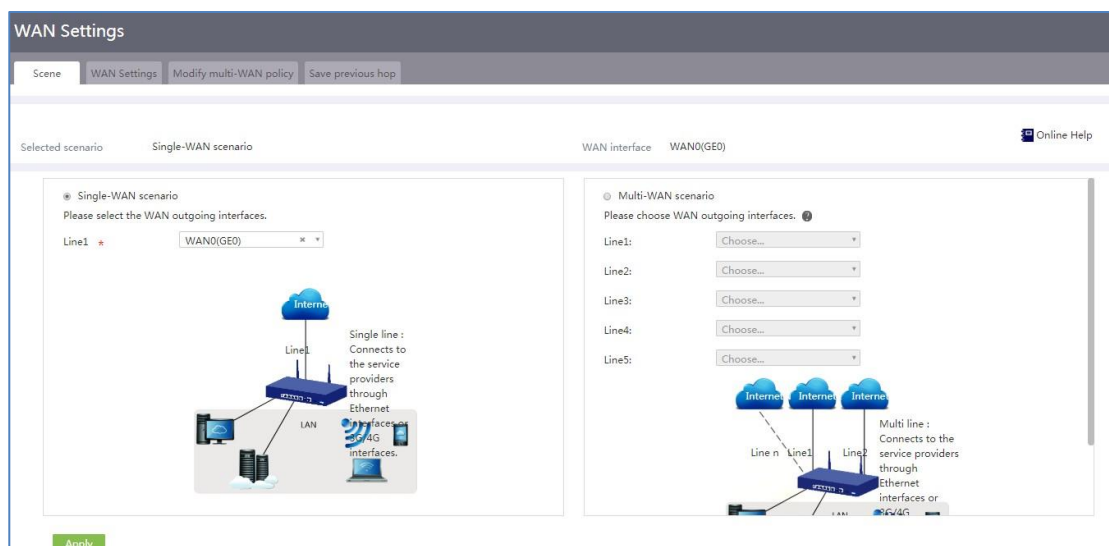 WAN Settings
Scene WAN Settings Modify multi-WAN policy Save previous hop
Selected scenario Single-WAN scenario WAN interface WAN0(GE0) Online Help
Single-WAN scenario
Please select the WAN outgoing interfaces.
Line1 * WAN0(GE0)
Internet
Line1
Single line :
Connects to
the service
providers
through
Ethernet
interfaces or
3G/4G
interfaces.
LAN
Multi-WAN scenario
Please choose WAN outgoing interfaces. ?
Line1: Choose...
Line2: Choose...
Line3: Choose...
Line4: Choose...
Line5: Choose...
Internet Internet Internet
Line n Line1 Line2
Multi line :
Connects to the
service providers
through
Ethernet
interfaces or
3G/4G
LAN
Apply